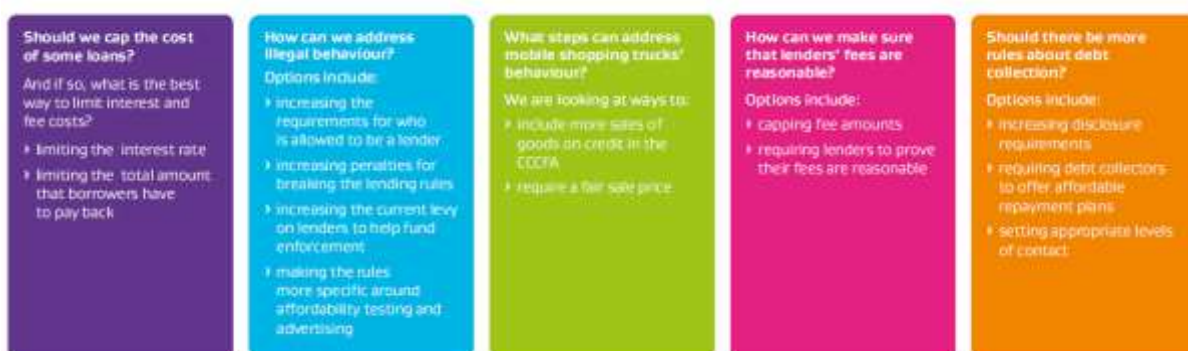 Should we cap the cost
of some loans?
And if so, what is the best
way to limit interest and
fee costs?
› limiting the interest rate
› limiting the total amount
that borrowers have
to pay back
How can we address
illegal behaviour?
Options include:
› increasing the
requirements for who
is allowed to be a lender
› increasing penalties for
breaking the lending rules
› increasing the current levy
on lenders to help fund
enforcement
› making the rules
more specific around
affordability testing and
advertising
What steps can address
mobile shopping trucks'
behaviour?
We are looking at ways to:
› include more sales of
goods on credit in the
CCCFA
› require a fair sale price
How can we make sure
that lenders' fees are
reasonable?
Options include:
› capping fee amounts
› requiring lenders to prove
their fees are reasonable
Should there be more
rules about debt
collection?
Options include:
› increasing disclosure
requirements
› requiring debt collectors
to offer affordable
repayment plans
› setting appropriate levels
of contact